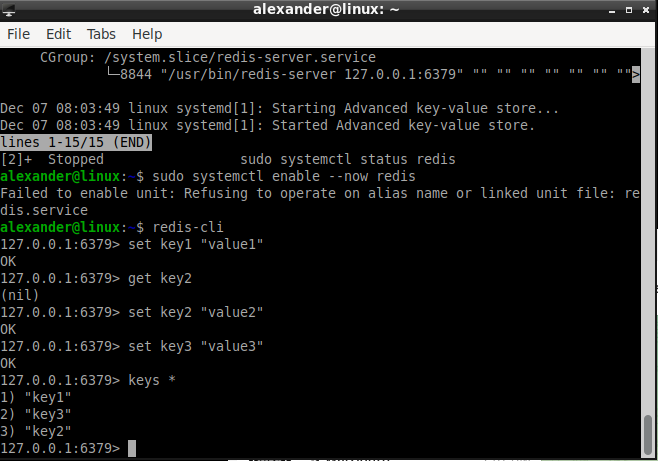 alexander@linux: ~
File Edit Tabs Help
CGroup: /system.slice/redis-server.service
└─8844 "/usr/bin/redis-server 127.0.0.1:6379" "" "" "" "" "" "" "">
Dec 07 08:03:49 linux systemd[1]: Starting Advanced key-value store...
Dec 07 08:03:49 linux systemd[1]: Started Advanced key-value store.
lines 1-15/15 (END)
[2]+  Stopped                 sudo systemctl status redis
alexander@linux:~$ sudo systemctl enable --now redis
Failed to enable unit: Refusing to operate on alias name or linked unit file: re
dis.service
alexander@linux:~$ redis-cli
127.0.0.1:6379> set key1 "value1"
OK
127.0.0.1:6379> get key2
(nil)
127.0.0.1:6379> set key2 "value2"
OK
127.0.0.1:6379> set key3 "value3"
OK
127.0.0.1:6379> keys *
1) "key1"
2) "key3"
3) "key2"
127.0.0.1:6379>